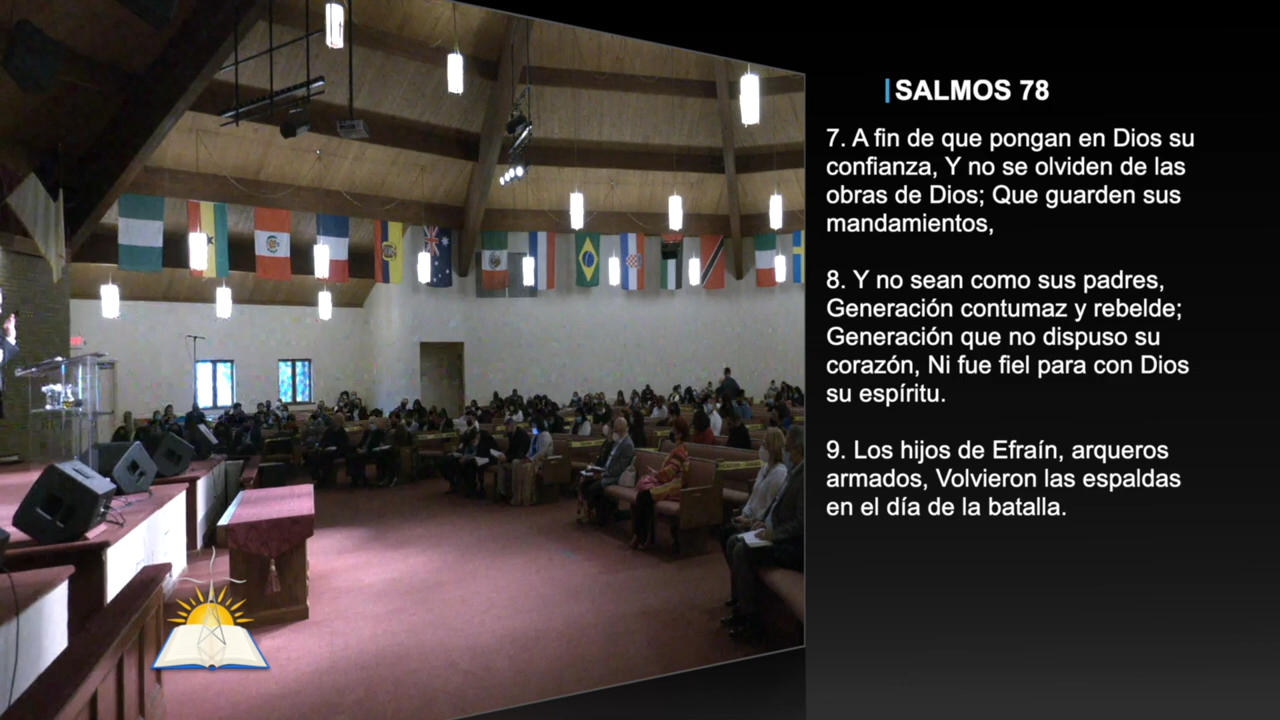 SALMOS 78
7. A fin de que pongan en Dios su
confianza, Y no se olviden de las
obras de Dios; Que guarden sus
mandamientos,
8. Y no sean como sus padres,
Generación contumaz y rebelde;
Generación que no dispuso su
corazón, Ni fue fiel para con Dios
su espíritu.
9. Los hijos de Efraín, arqueros
armados, Volvieron las espaldas
en el día de la batalla.